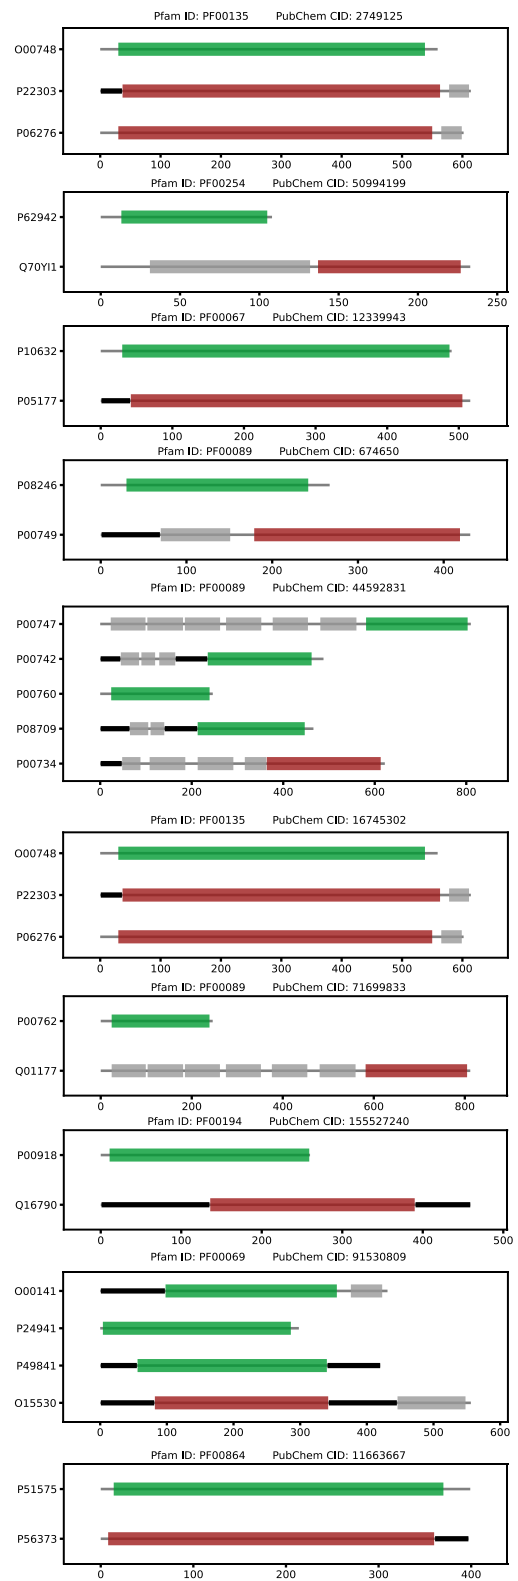 Pfam ID: PF00135 PubChem CID: 2749125
O00748
P22303
P06276
0 100 200 300 400 500 600
Pfam ID: PF00254 PubChem CID: 50994199
P62942
Q70YI1
0 50 100 150 200 250
Pfam ID: PF00067 PubChem CID: 12339943
P10632
P05177
0 100 200 300 400 500
Pfam ID: PF00089 PubChem CID: 674650
P08246
P00749
0 100 200 300 400
Pfam ID: PF00089 PubChem CID: 44592831
P00747
P00742
P00760
P08709
P00734
0 200 400 600 800
Pfam ID: PF00135 PubChem CID: 16745302
O00748
P22303
P06276
0 100 200 300 400 500 600
Pfam ID: PF00089 PubChem CID: 71699833
P00762
Q01177
0 200 400 600 800
Pfam ID: PF00194 PubChem CID: 155527240
P00918
Q16790
0 100 200 300 400 500
Pfam ID: PF00069 PubChem CID: 91530809
O00141
P24941
P49841
O15530
0 100 200 300 400 500 600
Pfam ID: PF00864 PubChem CID: 11663667
P51575
P56373
0 100 200 300 400